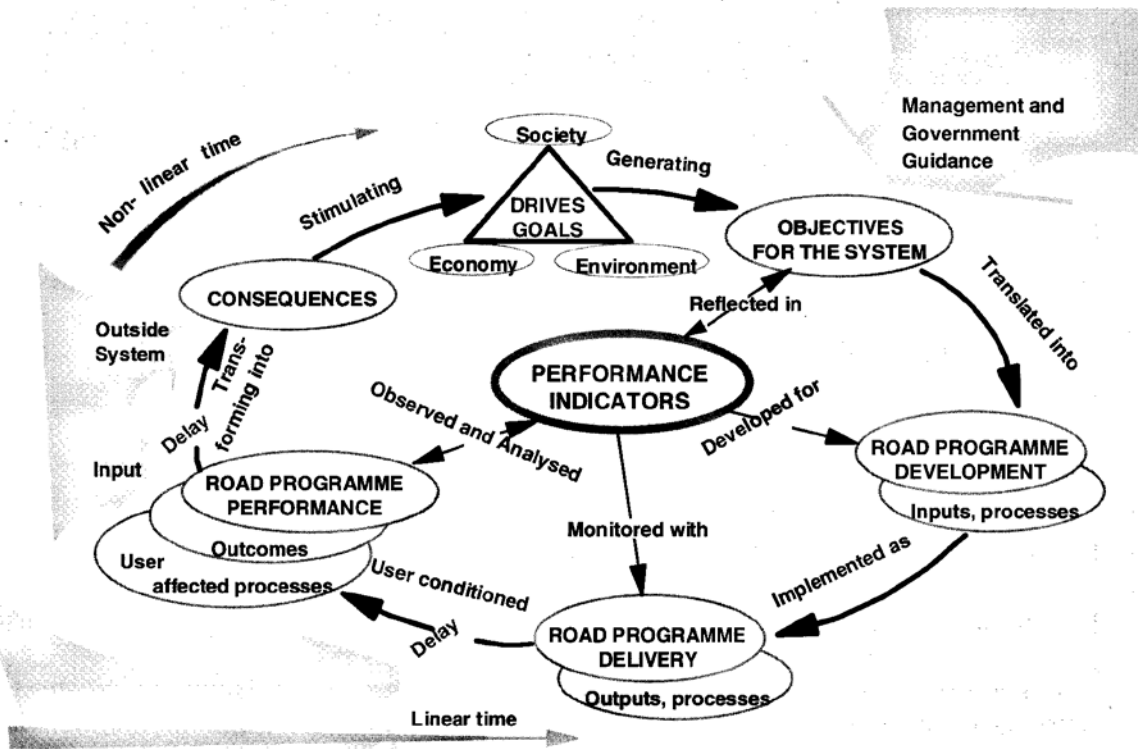 Management and
Government
Guidance
Non- linear time
Society
Generating
Stimulating
DRIVES
GOALS
Economy
Environment
OBJECTIVES
FOR THE SYSTEM
CONSEQUENCES
Reflected in
Translated into
Outside
System
Trans-
forming into
Delay
PERFORMANCE
INDICATORS
Observed and Analysed
Developed for
Input
ROAD PROGRAMME
PERFORMANCE
Outcomes
User
affected processes
ROAD PROGRAMME
DEVELOPMENT
Inputs, processes
Monitored with
Implemented as
User conditioned
Delay
ROAD PROGRAMME
DELIVERY
Outputs, processes
Linear time